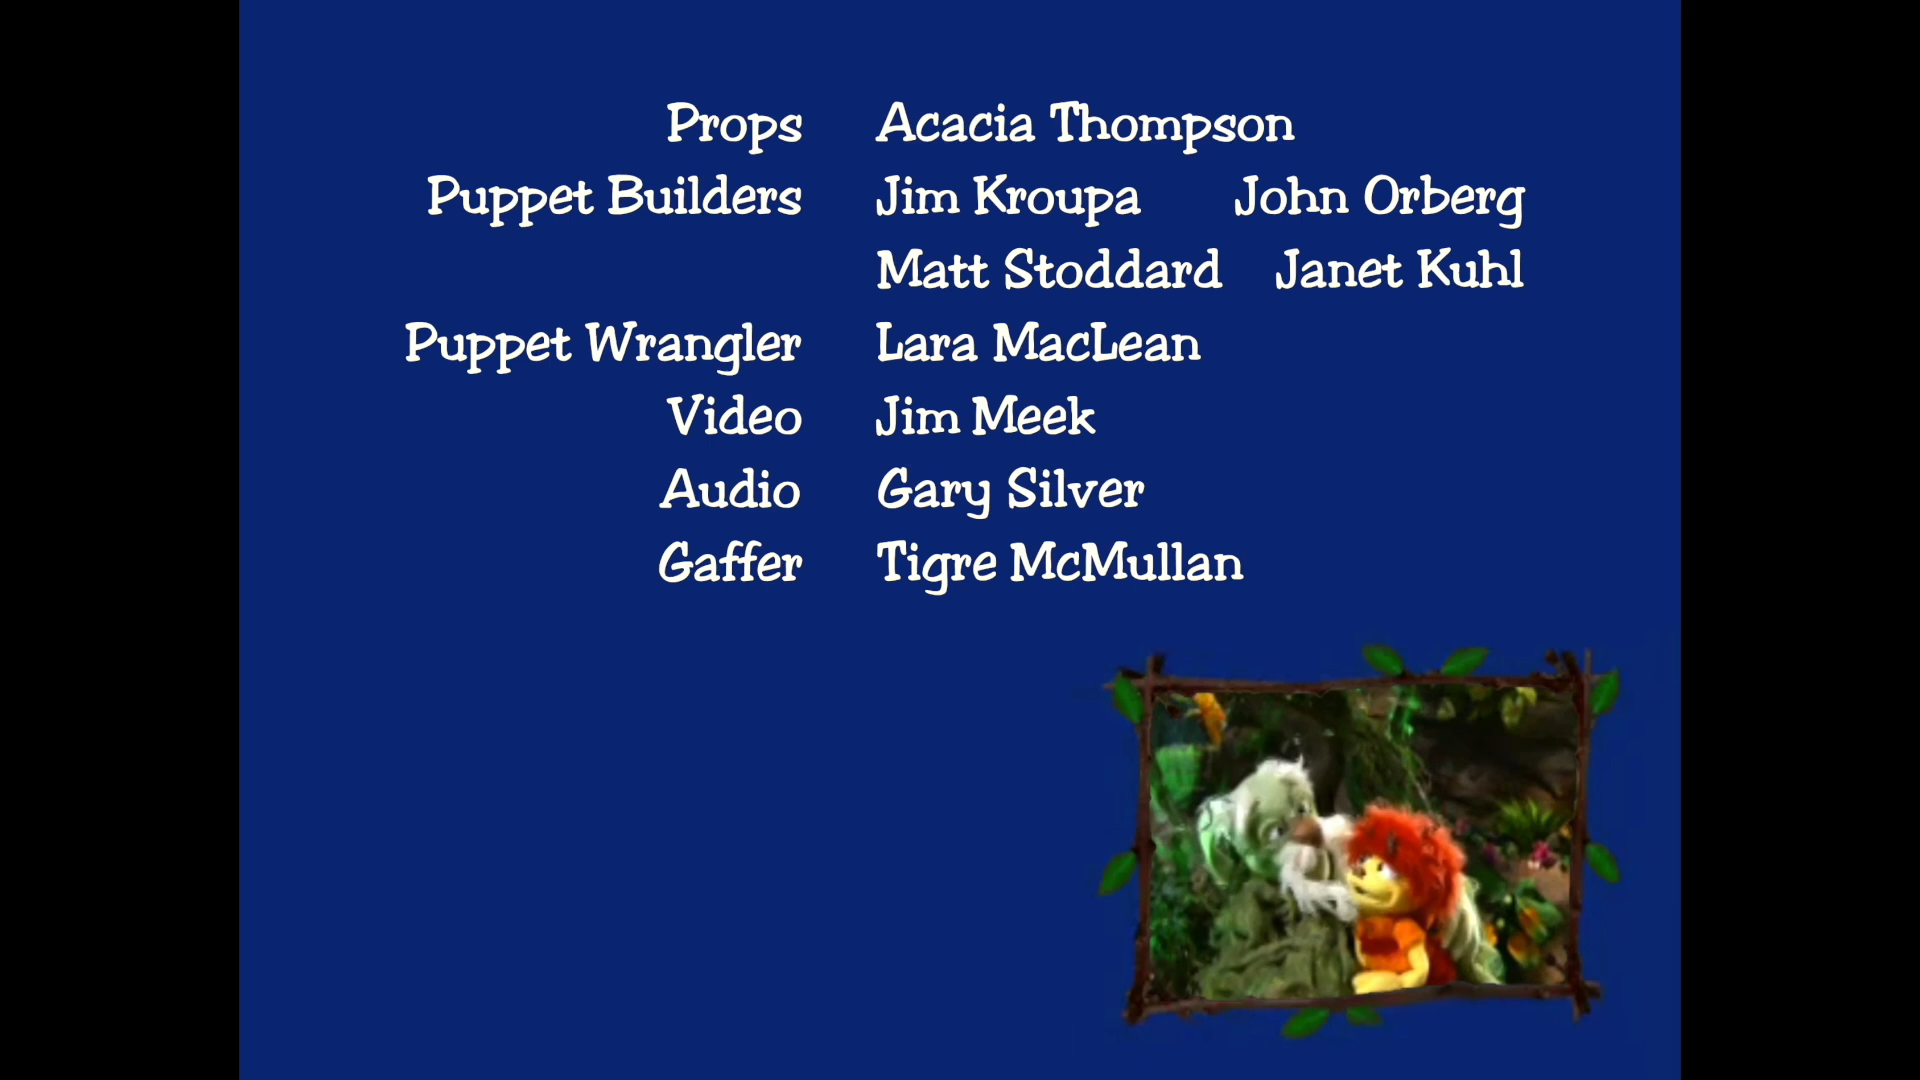 Props Acacia Thompson
Puppet Builders Jim Kroupa John Orberg
Matt Stoddard Janet Kuhl
Puppet Wrangler Lara MacLean
Video Jim Meek
Audio Gary Silver
Gaffer Tigre McMullan